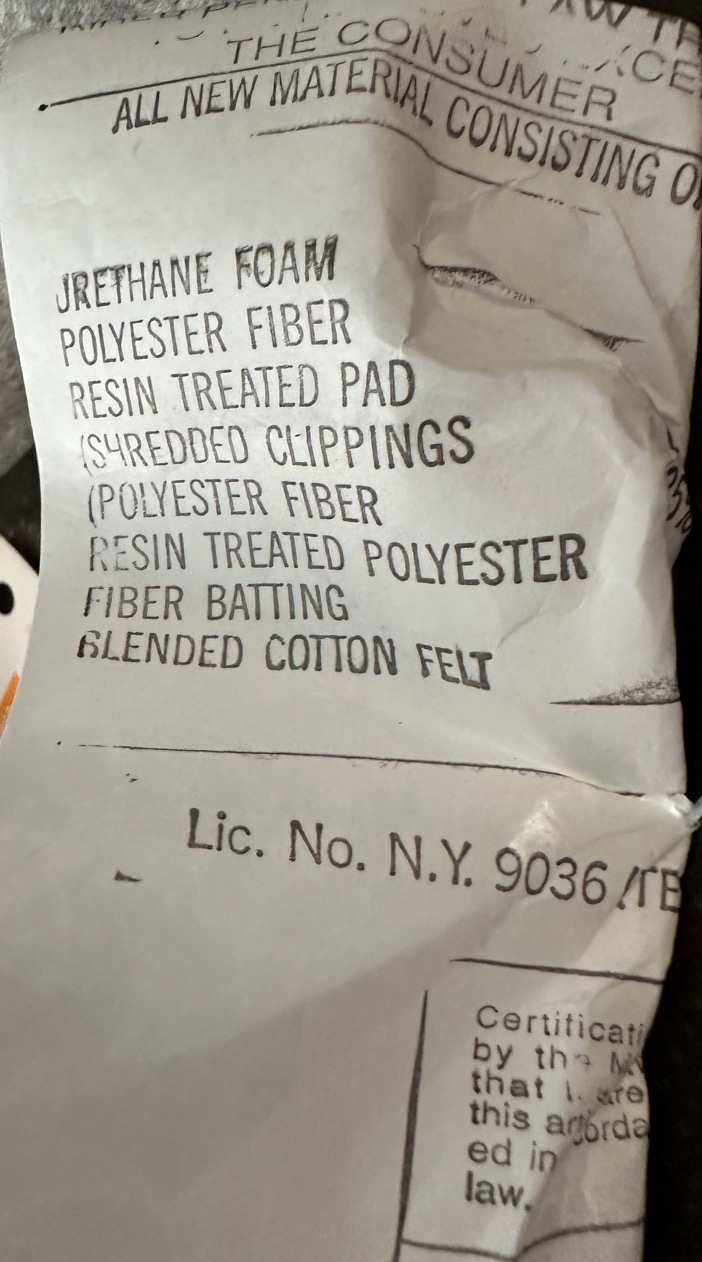 THE CONSUMER
ALL NEW MATERIAL CONSISTING
URETHANE FOAM
POLYESTER FIBER
RESIN TREATED PAD
(SHREDDED CLIPPINGS
(POLYESTER FIBER
RESIN TREATED POLYESTER
FIBER BATTING
BLENDED COTTON FELT
Lic. No. N.Y. 9036
by the
that
this
ed in
law.